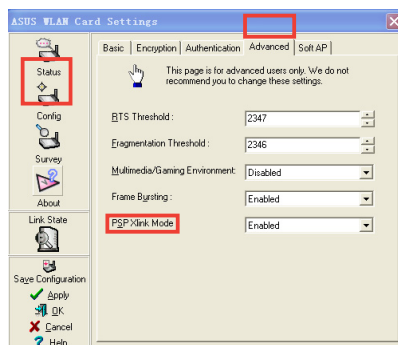 ASUS WLAN Card Settings
Status
Config
Survey
About
Link State
Save Configuration
Apply
OK
Cancel
Help
Basic Encryption Authentication Advanced Soft AP
This page is for advanced users only. We do not
recommend you to change these settings.
RTS Threshold : 2347
Fragmentation Threshold : 2346
Multimedia/Gaming Environment: Disabled
Frame Bursting : Enabled
PSP Xlink Mode Enabled